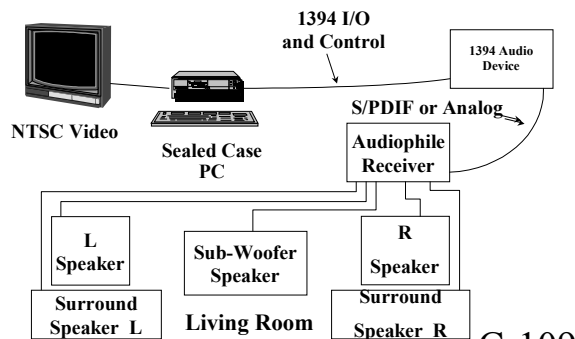 1394 I/O
and Control
1394 Audio
Device
NTSC Video
Sealed Case
PC
S/PDIF or Analog
Audiophile
Receiver
L
Speaker
Sub-Woofer
Speaker
R
Speaker
Surround
Speaker L
Living Room
Surround
Speaker R